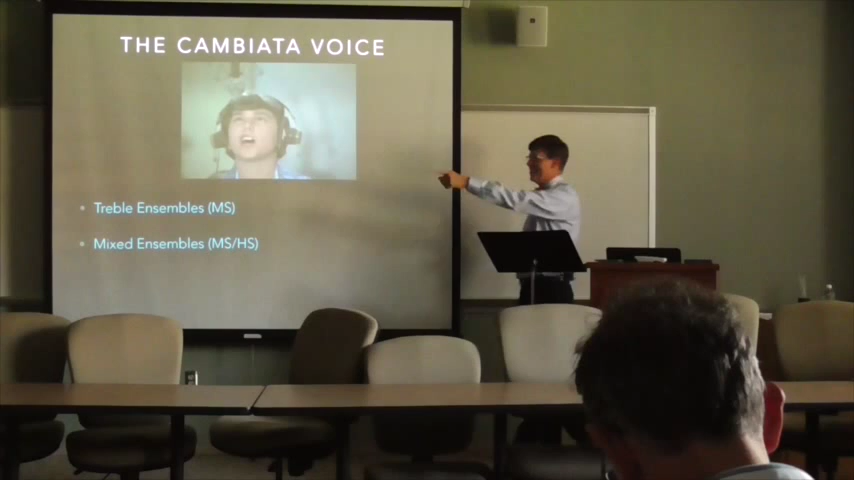 THE CAMBIATA VOICE
Treble Ensembles (MS)
Mixed Ensembles (MS/HS)